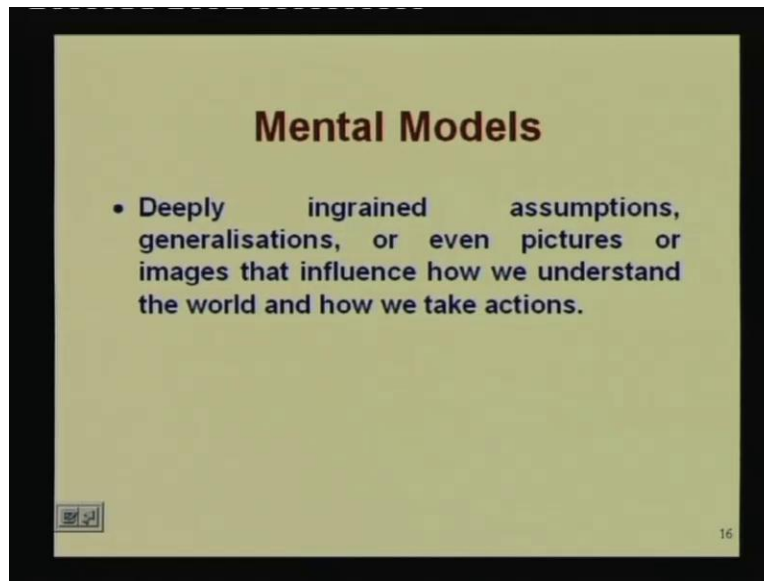 Mental Models
• Deeply ingrained assumptions,
generalisations, or even pictures or
images that influence how we understand
the world and how we take actions.
16